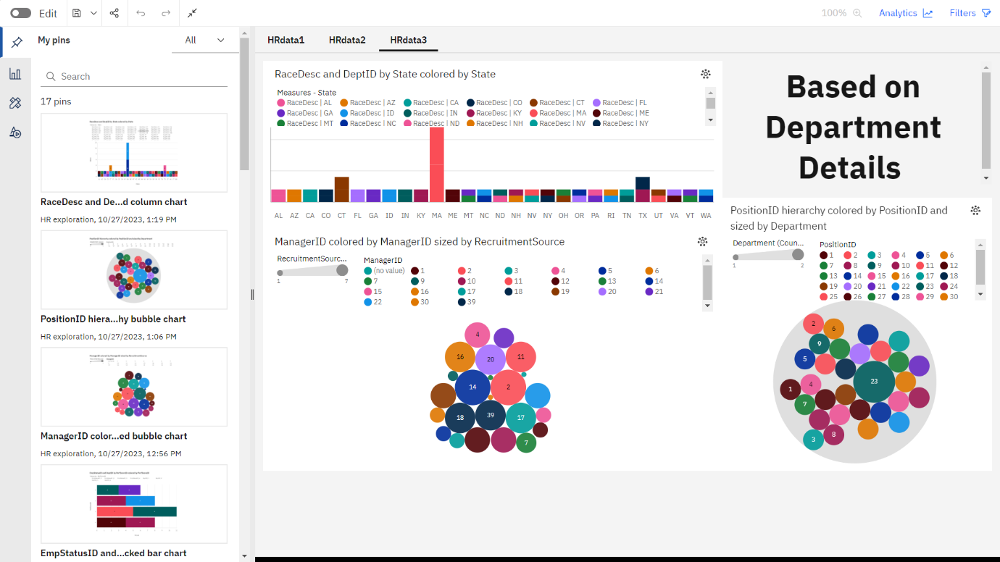 Edit
100%
Analytics
Filters
My pins
All
Search
17 pins
RaceDesc and De...d column chart
HR exploration, 10/27/2023, 1:19 PM
PositionID hiera...hy bubble chart
HR exploration, 10/27/2023, 1:06 PM
ManagerID color...ed bubble chart
HR exploration, 10/27/2023, 12:56 PM
EmpStatusID and...cked bar chart
HRdata1 HRdata2 HRdata3
RaceDesc and DeptID by State colored by State
Measures - State
RaceDesc | AL RaceDesc | AZ RaceDesc | CA RaceDesc | CO RaceDesc | CT RaceDesc | FL
RaceDesc | GA RaceDesc | ID RaceDesc | IN RaceDesc | KY RaceDesc | MA RaceDesc | ME
RaceDesc | MT RaceDesc | NC RaceDesc | ND RaceDesc | NH RaceDesc | NV RaceDesc | NY
AL AZ CA CO CT FL GA ID IN KY MA ME MT NC ND NH NV NY OH OR PA RI TN TX UT VA VT WA
Based on
Department
Details
ManagerID colored by ManagerID sized by RecruitmentSource
RecruitmentSourc...
1 7
ManagerID
(no value) 1 2 3 4 5 6
7 9 10 11 12 13 14
15 16 17 18 19 20 21
22 30 39
4
16 20 11
14 2
18 39 17
7
PositionID hierarchy colored by PositionID and
sized by Department
Department (Coun...
1 2
PositionID
1 2 3 4 5 6
7 8 9 10 11 12
13 14 15 16 17 18
19 20 21 22 23 24
25 26 27 28 29 30
2 6
9
5
23
1 4
7
3 8